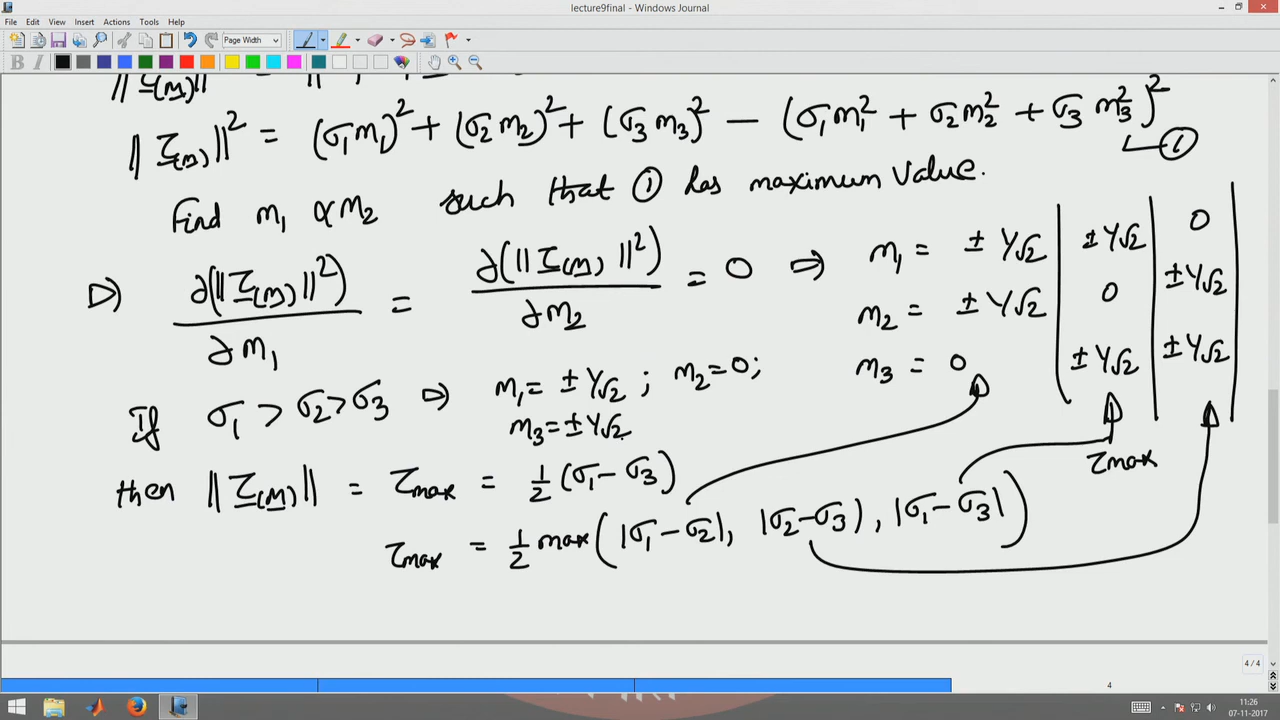 lecture9final - Windows Journal
File Edit View Insert Actions Tools Help
Page Width
B I
||τ(m)||
||τ(m)||² = (σ₁m₁)² + (σ₂m₂)² + (σ₃m₃)² − (σ₁m₁² + σ₂m₂² + σ₃m₃²)²
①
Find m₁ & m₂ such that ① has maximum value.
⇒ ∂(||τ(m)||²)/∂m₁ = ∂(||τ(m)||²)/∂m₂ = 0 ⇒ m₁ = ± 1/√2 | ± 1/√2 | 0
m₂ = ± 1/√2 | 0 | ± 1/√2
m₃ = 0 | ± 1/√2 | ± 1/√2
If σ₁ > σ₂ > σ₃ ⇒ m₁ = ± 1/√2 ; m₂ = 0;
m₃ = ± 1/√2
τmax
then ||τ(m)|| = τmax = ½ (σ₁ − σ₃)
τmax = ½ max(|σ₁ − σ₂|, |σ₂ − σ₃), |σ₁ − σ₃|)
4/4
4
11:26
07-11-2017